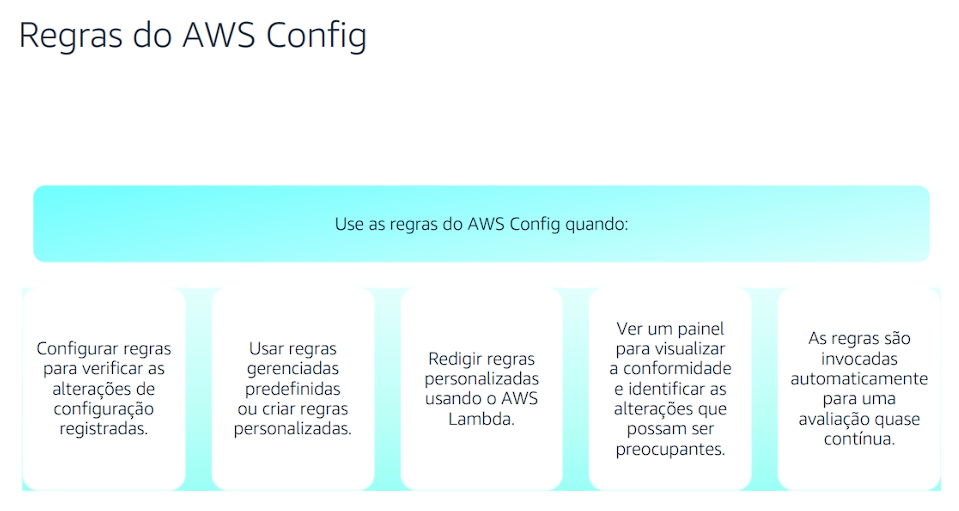 Regras do AWS Config
Use as regras do AWS Config quando:
Configurar regras
para verificar as
alterações de
configuração
registradas.
Usar regras
gerenciadas
predefinidas
ou criar regras
personalizadas.
Redigir regras
personalizadas
usando o AWS
Lambda.
Ver um painel
para visualizar
a conformidade
e identificar as
alterações que
possam ser
preocupantes.
As regras são
invocadas
automaticamente
para uma
avaliação quase
contínua.